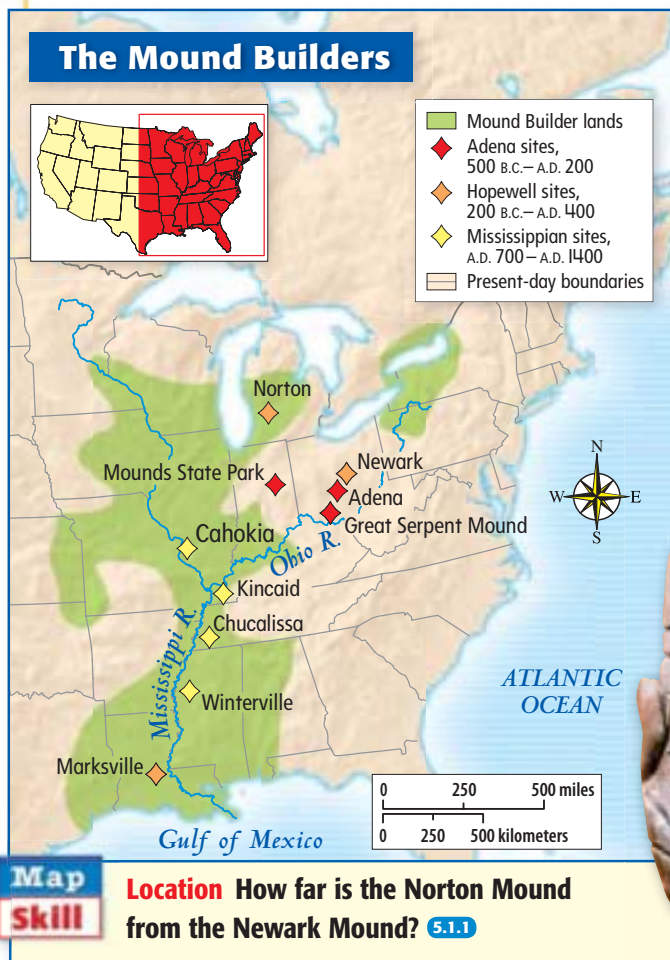 The Mound Builders
Mound Builder lands
Adena sites,
500 B.C.– A.D. 200
Hopewell sites,
200 B.C.– A.D. 400
Mississippian sites,
A.D. 700 – A.D. 1400
Present-day boundaries
Norton
Mounds State Park
Newark
Adena
Great Serpent Mound
Cahokia
Ohio R.
Kincaid
Chucalissa
Mississippi R.
Winterville
Marksville
Gulf of Mexico
ATLANTIC
OCEAN
N
W E
S
0 250 500 miles
0 250 500 kilometers
Map
Skill
Location How far is the Norton Mound
from the Newark Mound? 5.1.1